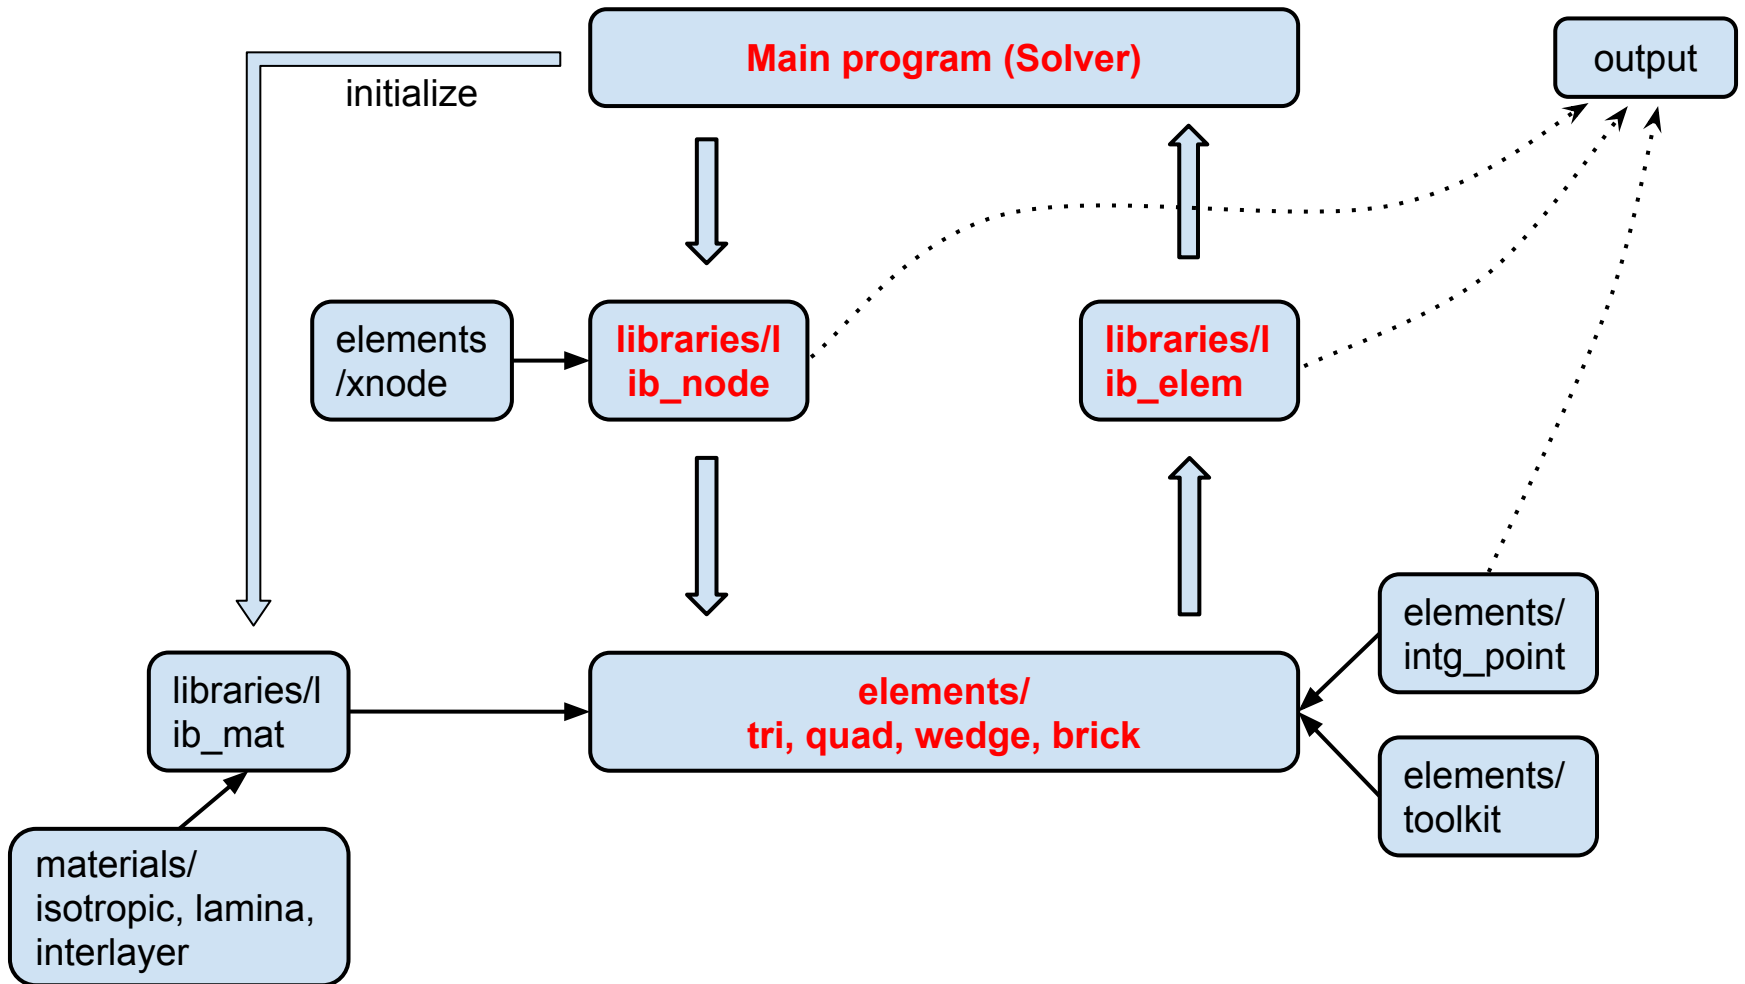 Main program (Solver)
output
initialize
elements
/xnode
libraries/l
ib_node
libraries/l
ib_elem
elements/
intg_point
libraries/l
ib_mat
elements/
tri, quad, wedge, brick
elements/
toolkit
materials/
isotropic, lamina,
interlayer